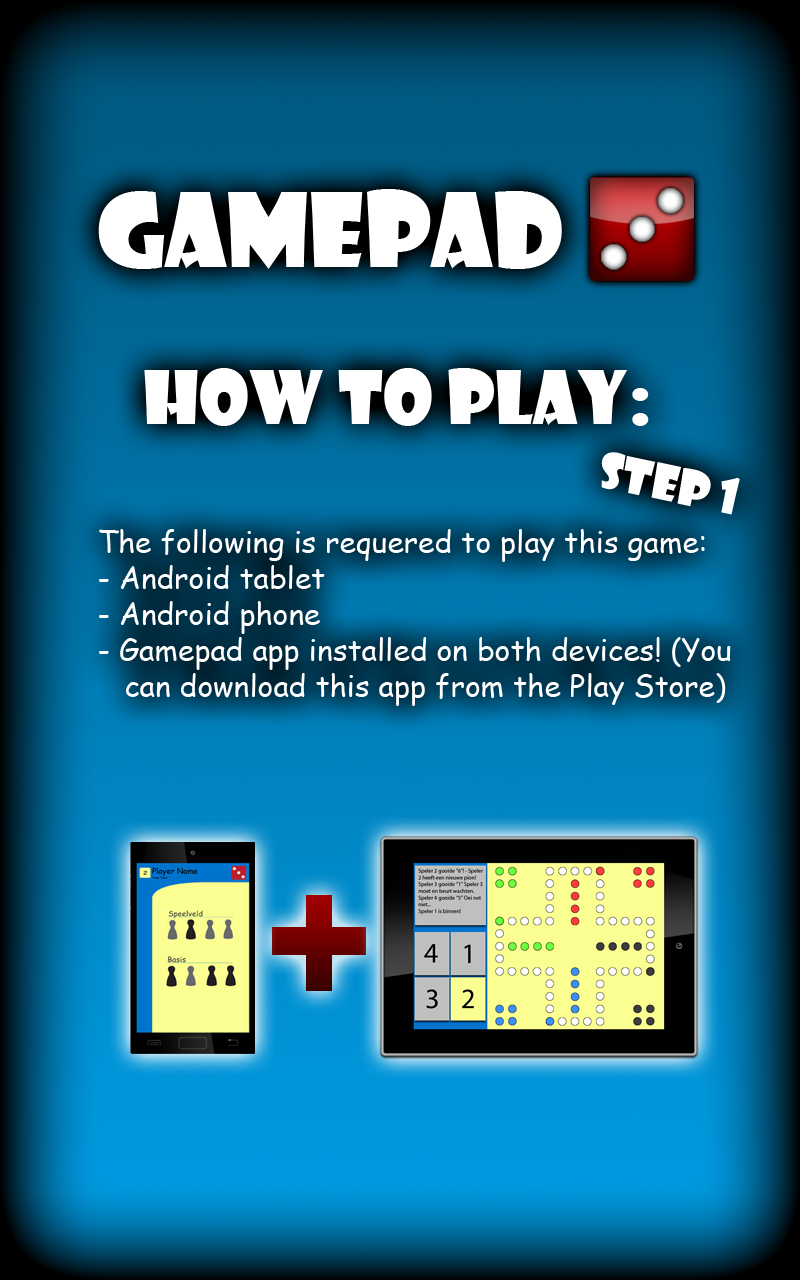 GAMEPAD
HOW TO PLAY:
STEP 1
The following is requered to play this game:
- Android tablet
- Android phone
- Gamepad app installed on both devices! (You
can download this app from the Play Store)
2 Player Name
Speelveld
Basis
Speler 2 gooide "6"! - Speler
2 heeft een nieuwe pion!
Speler 3 gooide "1" Speler 3
moet en beurt wachten.
Speler 4 gooide "5" Oei net
niet...
Speler 1 is binnen!
4 1
3 2